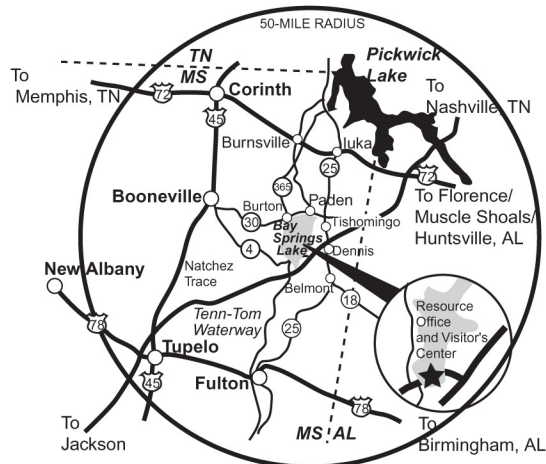 50-MILE RADIUS
TN
MS
Pickwick
Lake
To
Memphis, TN
72
Corinth
To
Nashville, TN
45
Burnsville
Iuka
25
72
365
To Florence/
Muscle Shoals/
Huntsville, AL
Booneville
Burton
Paden
30
Bay
Springs
Lake
Tishomingo
4
Dennis
New Albany
Natchez
Trace
Belmont
18
Resource
Office
and Visitor's
Center
Tenn-Tom
Waterway
78
25
Tupelo
45
Fulton
78
To
Jackson
MS
AL
To
Birmingham, AL